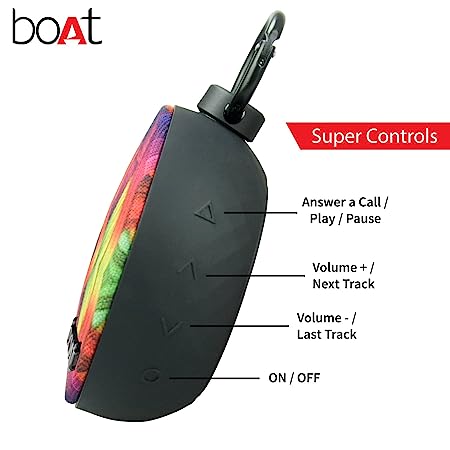 boAt
Super Controls
Answer a Call /
Play / Pause
Volume + /
Next Track
Volume - /
Last Track
ON / OFF